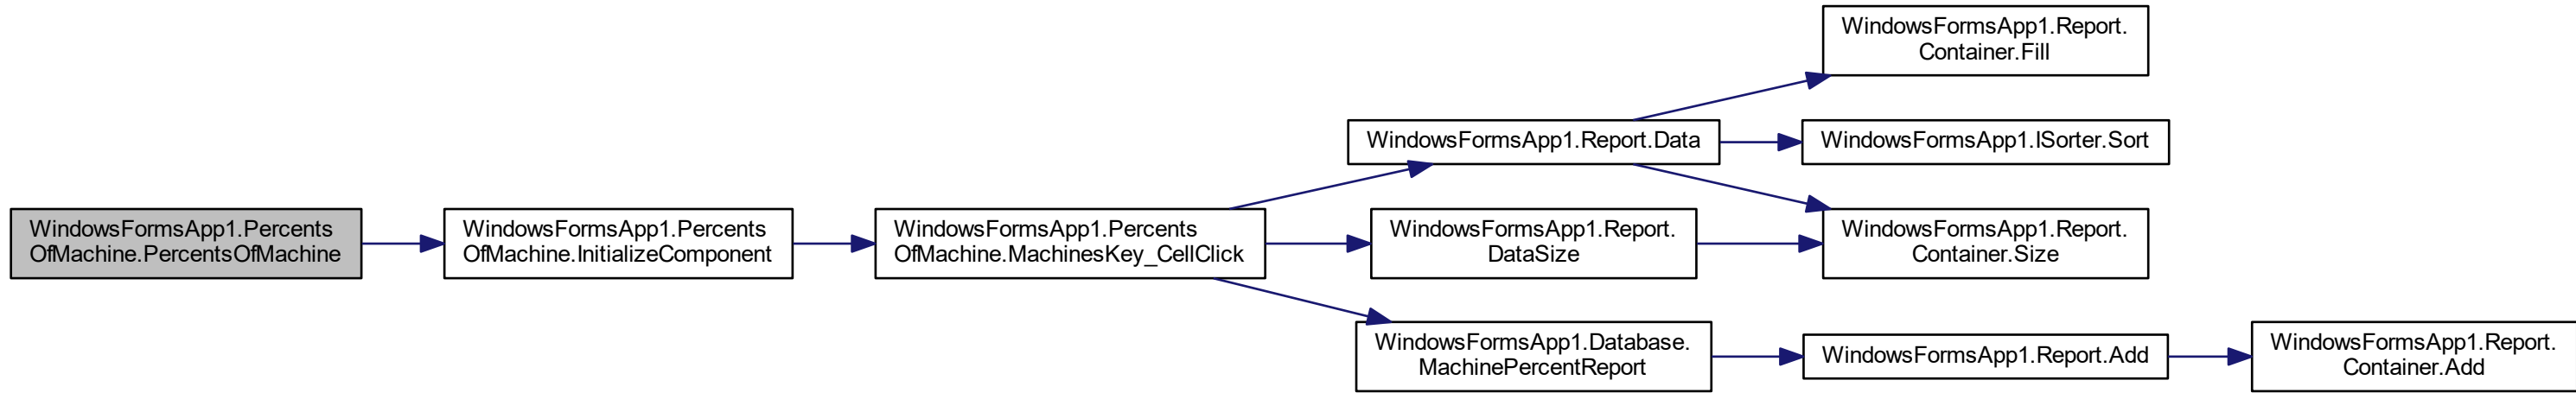 WindowsFormsApp1.Percents
OfMachine.PercentsOfMachine
WindowsFormsApp1.Percents
OfMachine.InitializeComponent
WindowsFormsApp1.Percents
OfMachine.MachinesKey_CellClick
WindowsFormsApp1.Report.Data
WindowsFormsApp1.Report.
Container.Fill
WindowsFormsApp1.ISorter.Sort
WindowsFormsApp1.Report.
Container.Size
WindowsFormsApp1.Report.
DataSize
WindowsFormsApp1.Database.
MachinePercentReport
WindowsFormsApp1.Report.Add
WindowsFormsApp1.Report.
Container.Add